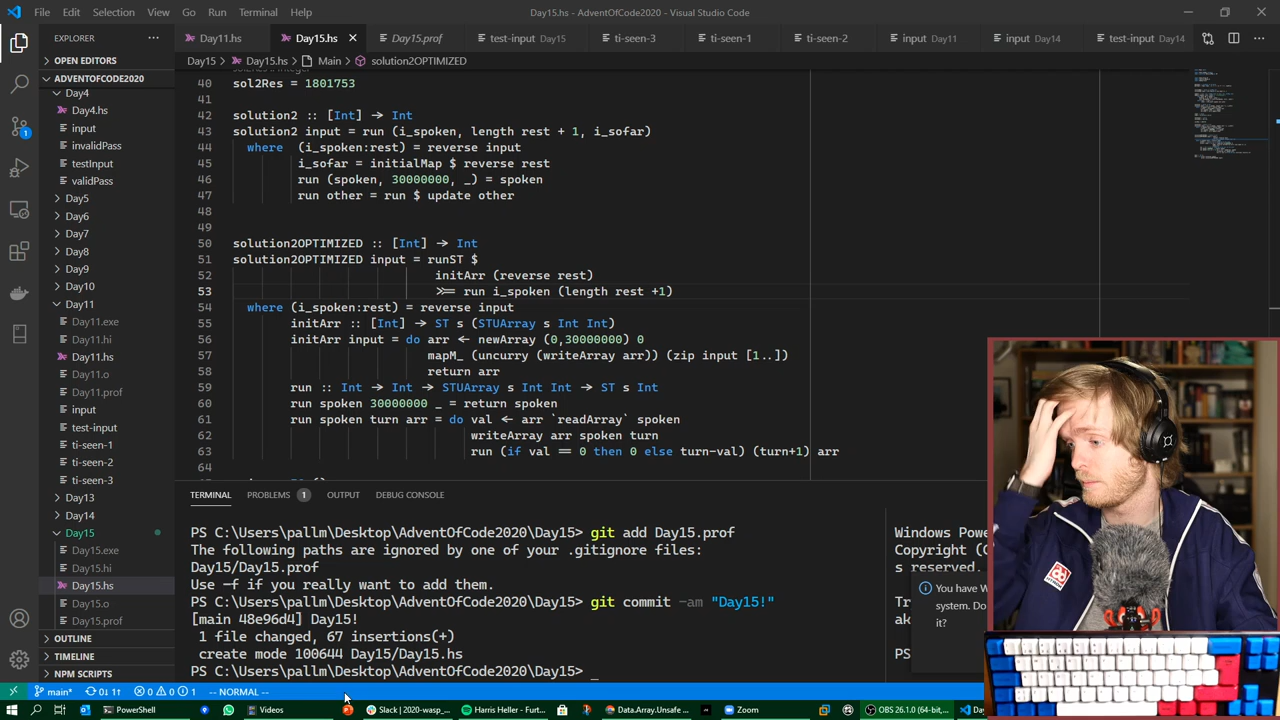 File Edit Selection View Go Run Terminal Help
Day15.hs - AdventOfCode2020 - Visual Studio Code
EXPLORER
Day11.hs
Day15.hs
Day15.prof
test-input Day15
ti-seen-3
ti-seen-1
ti-seen-2
input Day11
input Day14
test-input Day14
OPEN EDITORS
ADVENTOFCODE2020
Day4
Day4.hs
input
invalidPass
testInput
validPass
Day5
Day6
Day7
Day8
Day9
Day10
Day11
Day11.exe
Day11.hi
Day11.hs
Day11.o
Day11.prof
input
test-input
ti-seen-1
ti-seen-2
ti-seen-3
Day13
Day14
Day15
Day15.exe
Day15.hi
Day15.hs
Day15.o
Day15.prof
OUTLINE
TIMELINE
NPM SCRIPTS
Day15 > Day15.hs > Main > solution2OPTIMIZED
40 sol2Res = 1801753
41
42 solution2 :: [Int] → Int
43 solution2 input = run (i_spoken, length rest + 1, i_sofar)
44 where (i_spoken:rest) = reverse input
45 i_sofar = initialMap $ reverse rest
46 run (spoken, 30000000, _) = spoken
47 run other = run $ update other
48
49
50 solution2OPTIMIZED :: [Int] → Int
51 solution2OPTIMIZED input = runST $
52 initArr (reverse rest)
53 >>= run i_spoken (length rest +1)
54 where (i_spoken:rest) = reverse input
55 initArr :: [Int] → ST s (STUArray s Int Int)
56 initArr input = do arr ← newArray (0,30000000) 0
57 mapM_ (uncurry (writeArray arr)) (zip input [1..])
58 return arr
59 run :: Int → Int → STUArray s Int Int → ST s Int
60 run spoken 30000000 _ = return spoken
61 run spoken turn arr = do val ← arr `readArray` spoken
62 writeArray arr spoken turn
63 run (if val == 0 then 0 else turn-val) (turn+1) arr
64
TERMINAL PROBLEMS 1 OUTPUT DEBUG CONSOLE
PS C:\Users\pallm\Desktop\AdventOfCode2020\Day15> git add Day15.prof
The following paths are ignored by one of your .gitignore files:
Day15/Day15.prof
Use -f if you really want to add them.
PS C:\Users\pallm\Desktop\AdventOfCode2020\Day15> git commit -am "Day15!"
[main 48e96d4] Day15!
1 file changed, 67 insertions(+)
create mode 100644 Day15/Day15.hs
PS C:\Users\pallm\Desktop\AdventOfCode2020\Day15> _
Windows Pow
Copyright (C
s reserved.
You have W
system. Do
it?
Tr
ak
PS
1
main* 0↓ 1↑ 0 0 1 -- NORMAL --
PowerShell
Videos
Slack | 2020-wasp_...
Harris Heller - Furt...
Data.Array.Unsafe ...
Zoom
OBS 26.1.0 (64-bit,...